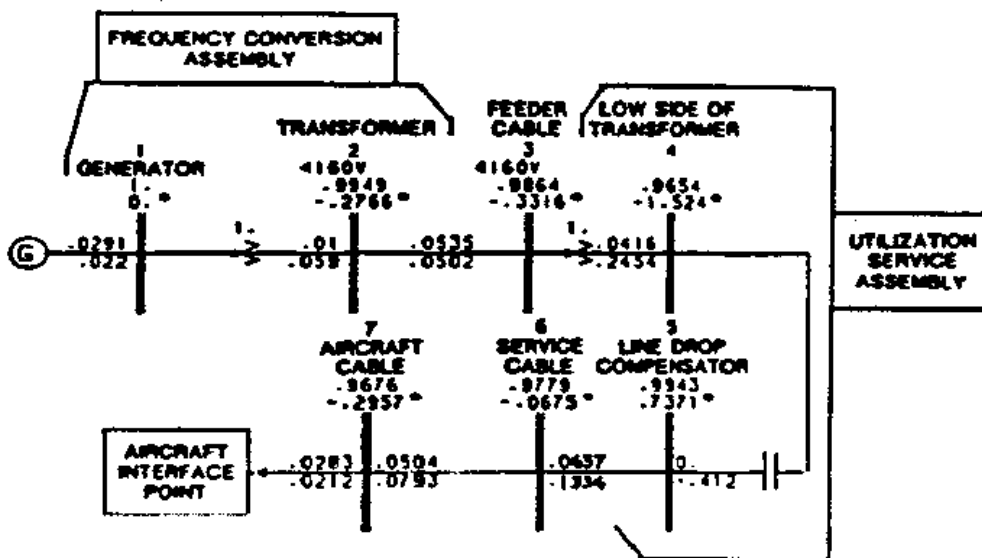 FREQUENCY CONVERSION
ASSEMBLY
1
GENERATOR
1.
0.°
TRANSFORMER
2
4160V
.9949
-.2766°
FEEDER
CABLE
3
4160V
.9864
-.3316°
LOW SIDE OF
TRANSFORMER
4
.9654
-1.524°
G
.0291
.022
1.
.01
.059
.0535
.0502
1.
.0416
.2454
UTILIZATION
SERVICE
ASSEMBLY
7
AIRCRAFT
CABLE
.9676
-.2957°
6
SERVICE
CABLE
.9779
-.0675°
5
LINE DROP
COMPENSATOR
.9943
.7371°
AIRCRAFT
INTERFACE
POINT
.0283
.0212
.0504
.0793
.0637
.1336
0.
-.412